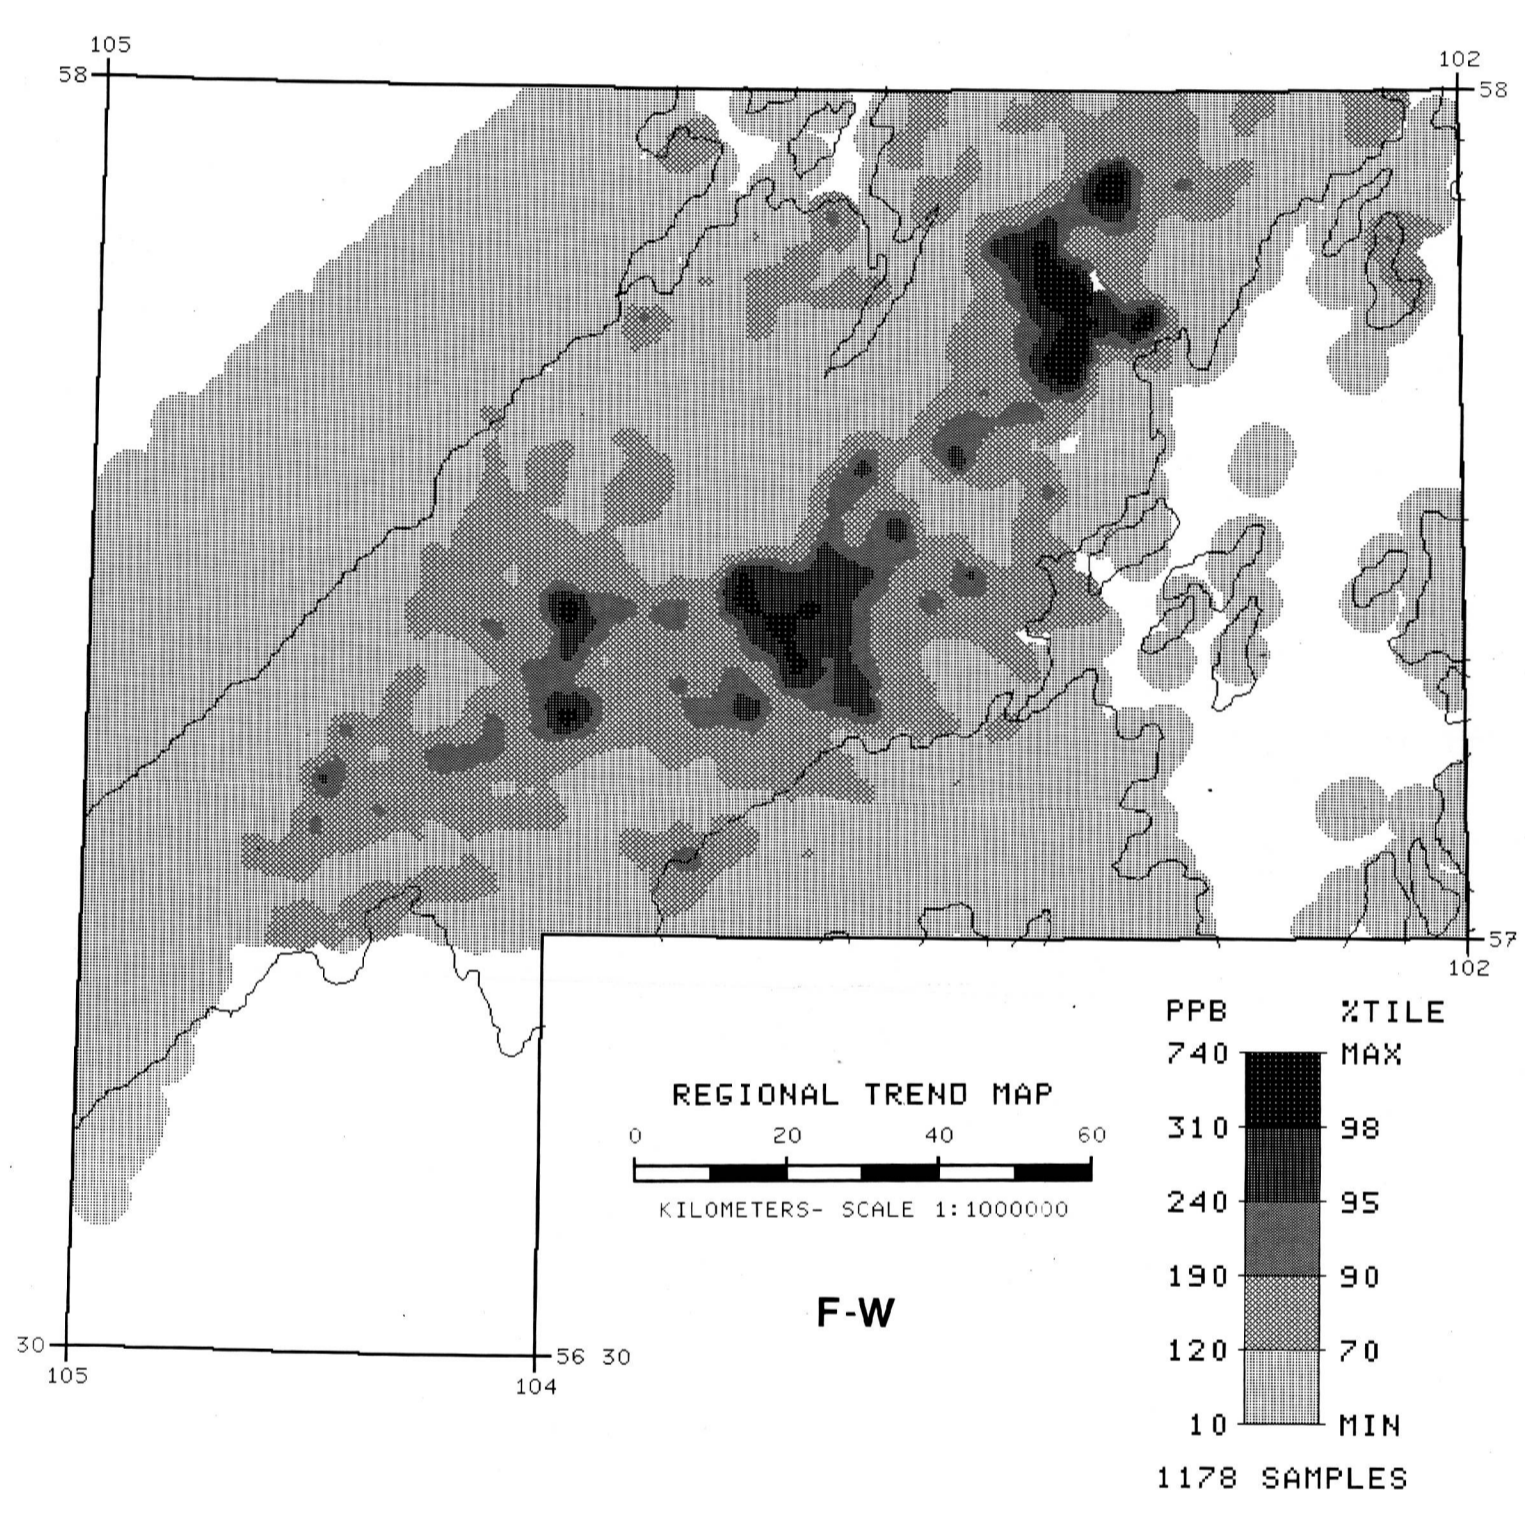 105
102
58
58
57
102
PPB %TILE
740 MAX
310 98
240 95
190 90
120 70
10 MIN
1178 SAMPLES
REGIONAL TREND MAP
0 20 40 60
KILOMETERS- SCALE 1:1000000
F-W
30
105
56 30
104